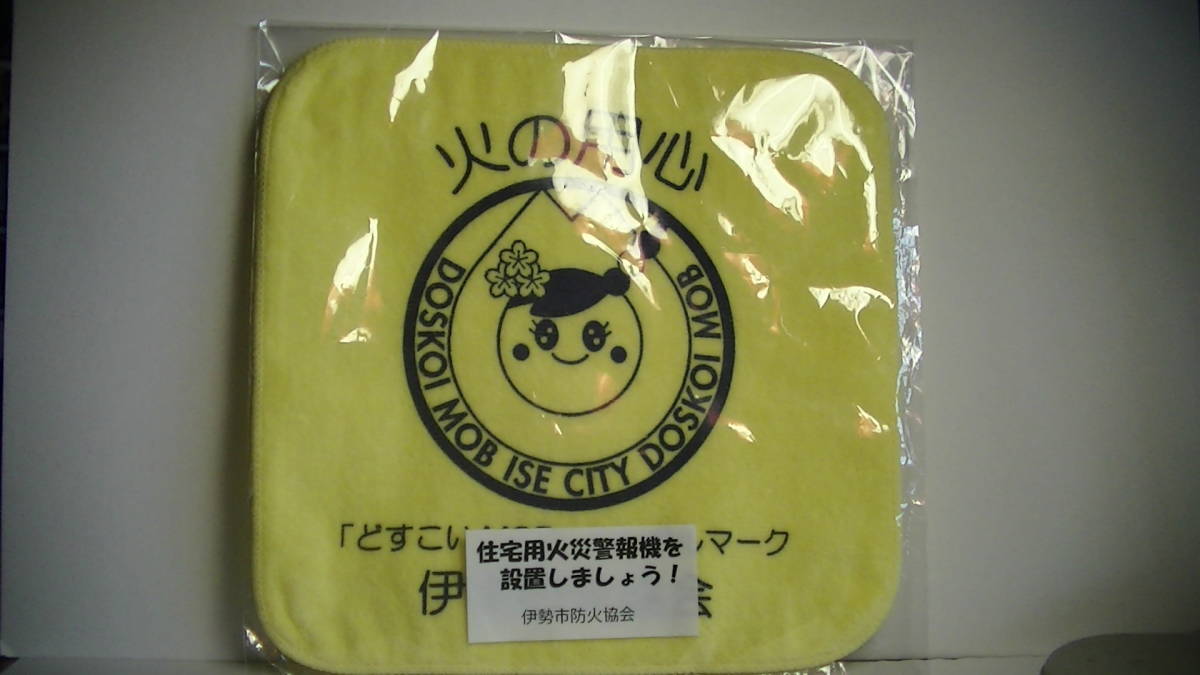 火の用心
DOSKOI MOB ISE CITY DOSKOI MOB
「どすこい ルマーク
住宅用火災警報機を
設置しましょう！
伊 会
伊勢市防火協会